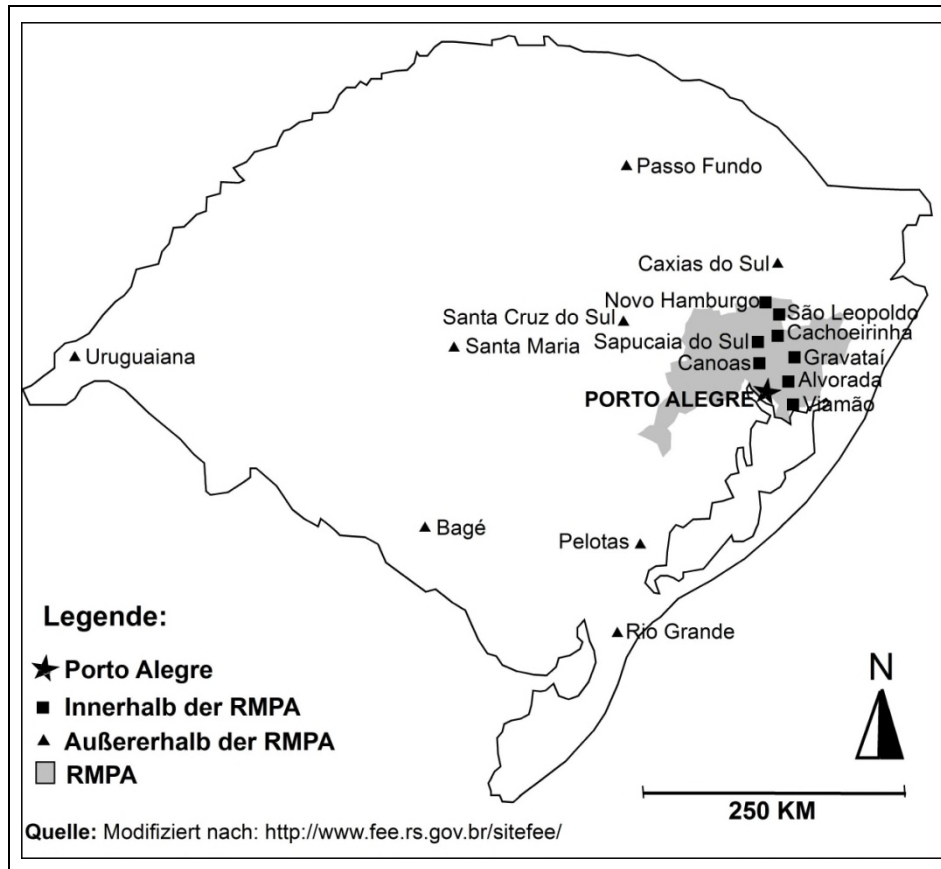 Passo Fundo
Caxias do Sul
Novo Hamburgo
São Leopoldo
Santa Cruz do Sul
Cachoeirinha
Sapucaia do Sul
Santa Maria
Uruguaiana
Gravataí
Canoas
Alvorada
PORTO ALEGRE
Viamão
Bagé
Pelotas
Rio Grande
Legende:
Porto Alegre
Innerhalb der RMPA
Außererhalb der RMPA
RMPA
N
250 KM
Quelle: Modifiziert nach: http://www.fee.rs.gov.br/sitefee/